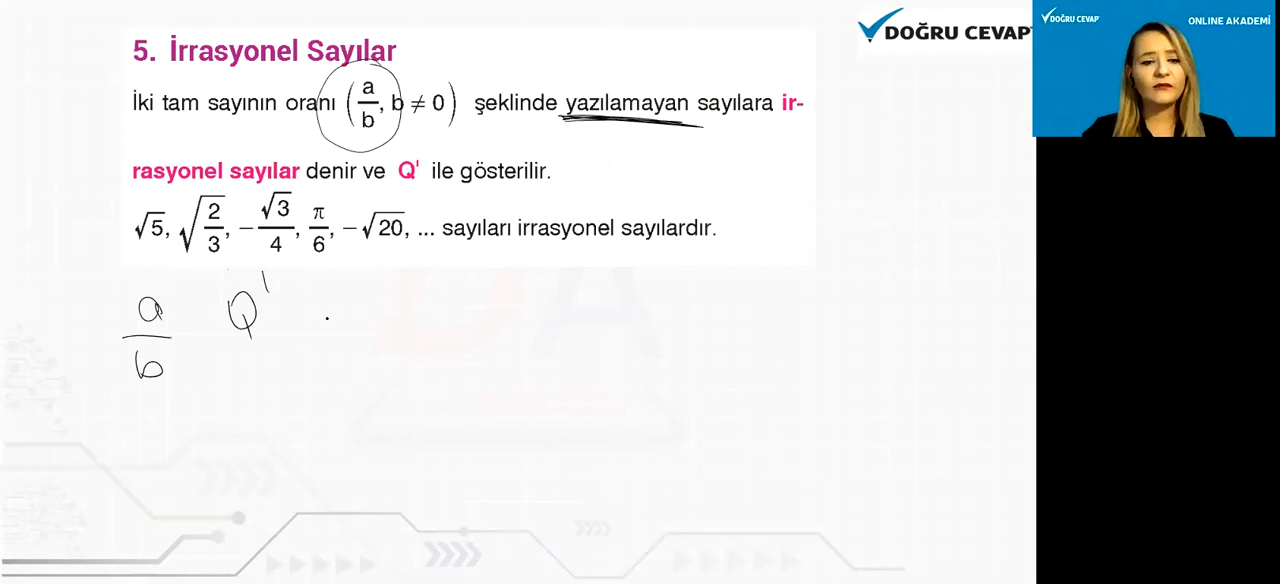 5. İrrasyonel Sayılar
İki tam sayının oranı (a/b, b ≠ 0) şeklinde yazılamayan sayılara ir-
rasyonel sayılar denir ve Q' ile gösterilir.
√5, √(2/3), -√3/4, π/6, -√20, ... sayıları irrasyonel sayılardır.
a/b Q' .
DOĞRU CEVAP
DOĞRU CEVAP
ONLINE AKADEMİ